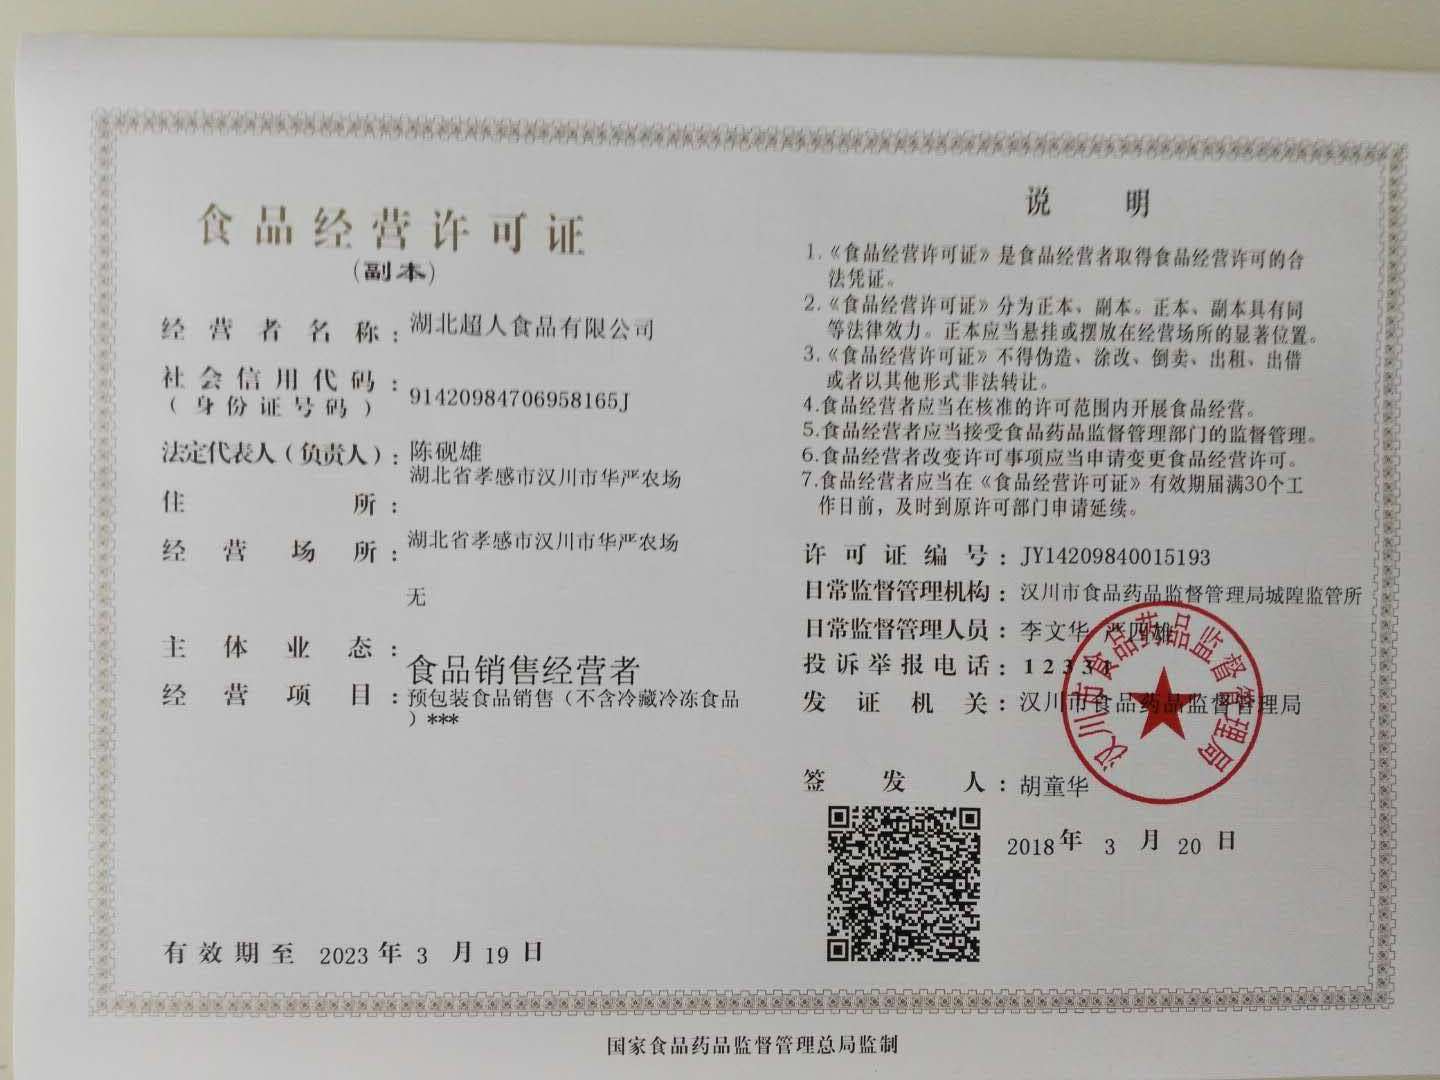 食品经营许可证
(副本)
经营者名称：湖北超人食品有限公司
社会信用代码：
(身份证号码) 91420984706958165J
法定代表人(负责人)：陈砚雄
湖北省孝感市汉川市华严农场
住所：
经营场所：湖北省孝感市汉川市华严农场
无
主体业态：食品销售经营者
经营项目：预包装食品销售（不含冷藏冷冻食品
）***
有效期至 2023年3月19日
说明
1.《食品经营许可证》是食品经营者取得食品经营许可的合
法凭证。
2.《食品经营许可证》分为正本、副本。正本、副本具有同
等法律效力。正本应当悬挂或摆放在经营场所的显著位置。
3.《食品经营许可证》不得伪造、涂改、倒卖、出租、出借
或者以其他形式非法转让。
4.食品经营者应当在核准的许可范围内开展食品经营。
5.食品经营者应当接受食品药品监督管理部门的监督管理。
6.食品经营者改变许可事项应当申请变更食品经营许可。
7.食品经营者应当在《食品经营许可证》有效期届满30个工
作日前，及时到原许可部门申请延续。
许可证编号：JY14209840015193
日常监督管理机构：汉川市食品药品监督管理局城隍监管所
日常监督管理人员：李文华 严四雄
投诉举报电话：1233
发证机关：汉川市食品药品监督管理局
汉川市食品药品监督管理局
签发人：胡童华
2018年3月20日
国家食品药品监督管理总局监制